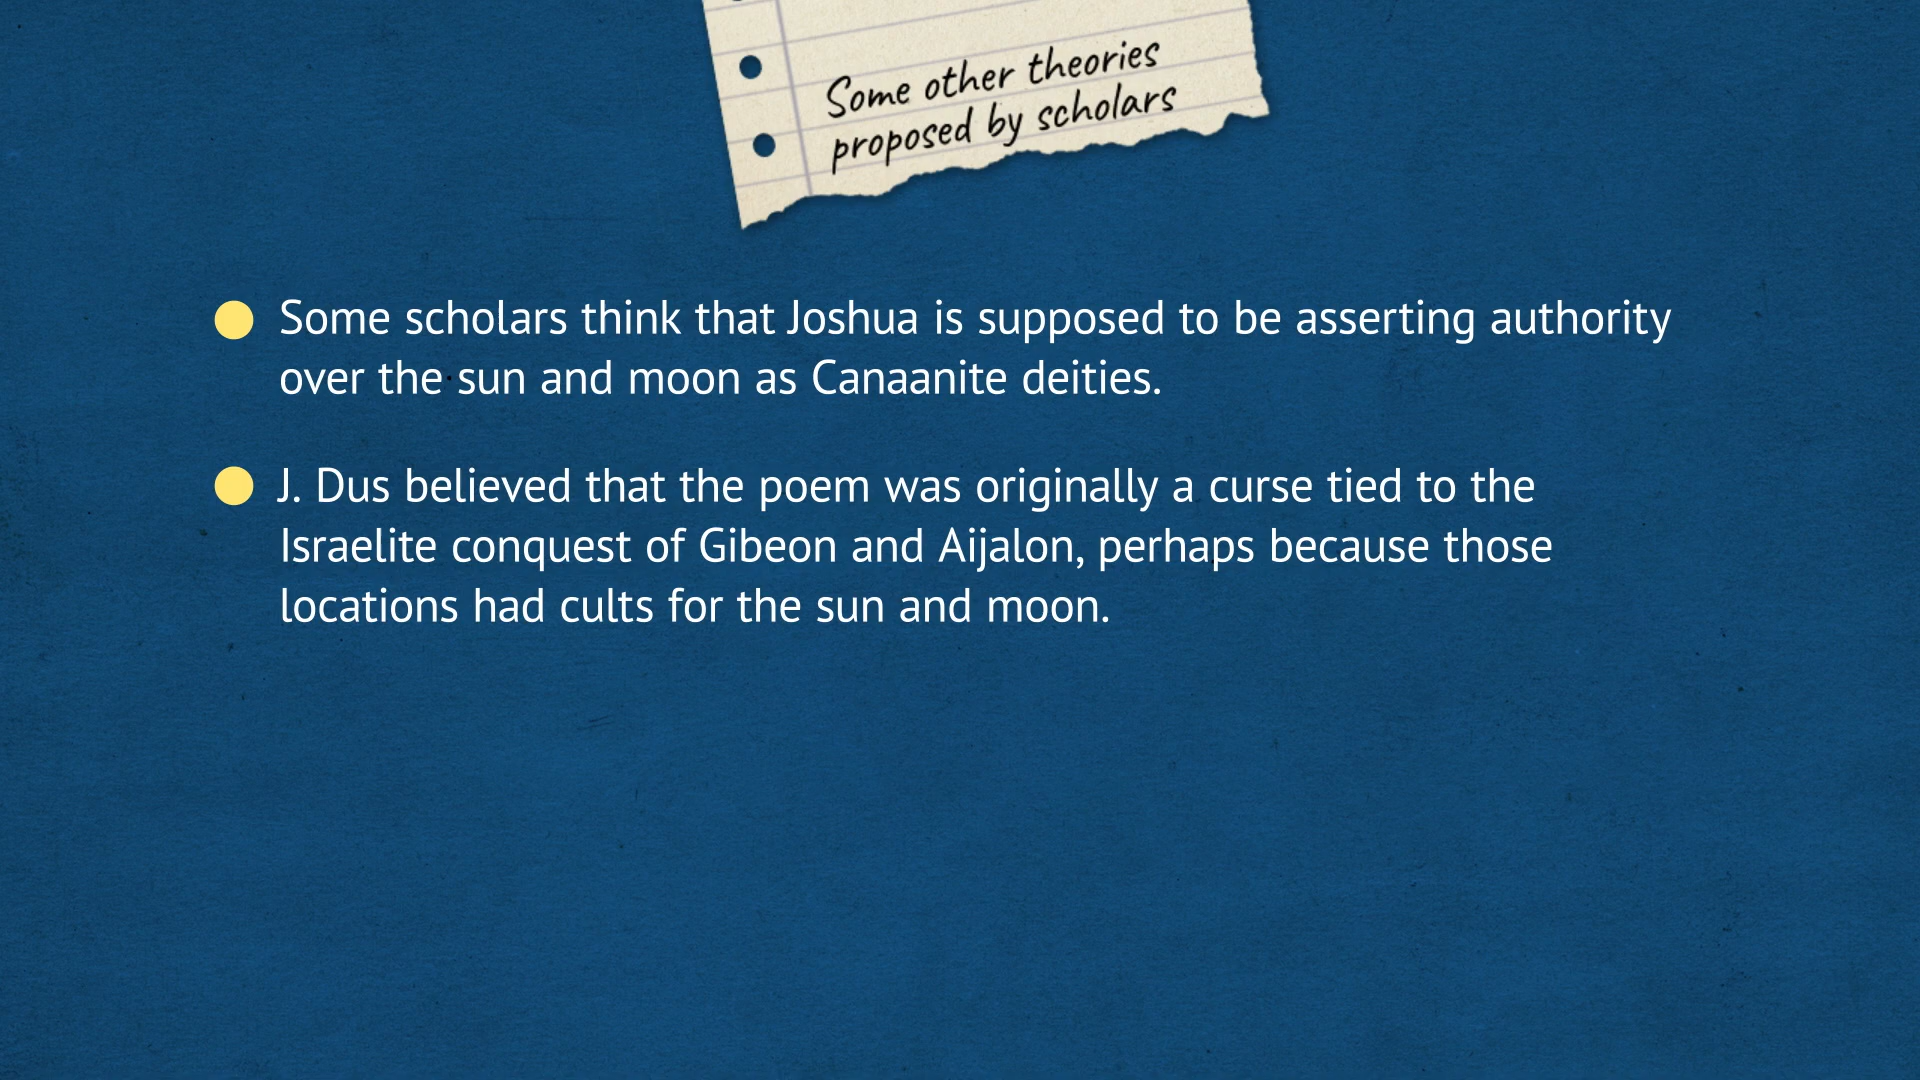 Some other theories
proposed by scholars
Some scholars think that Joshua is supposed to be asserting authority
over the sun and moon as Canaanite deities.
J. Dus believed that the poem was originally a curse tied to the
Israelite conquest of Gibeon and Aijalon, perhaps because those
locations had cults for the sun and moon.